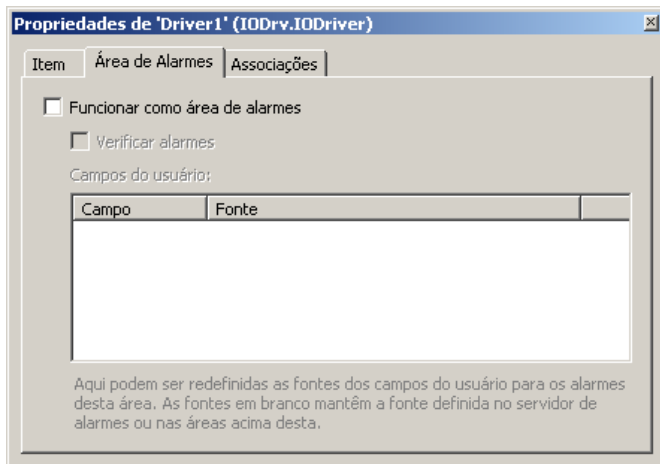 Propriedades de 'Driver1' (IODrv.IODriver)
Item Área de Alarmes Associações
Funcionar como área de alarmes
Verificar alarmes
Campos do usuário:
Campo Fonte
Aqui podem ser redefinidas as fontes dos campos do usuário para os alarmes
desta área. As fontes em branco mantêm a fonte definida no servidor de
alarmes ou nas áreas acima desta.